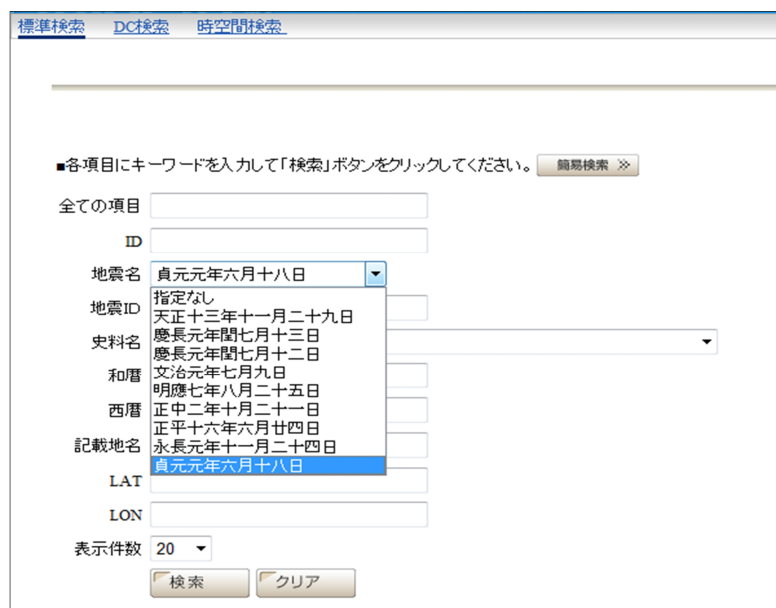 標準検索 DC検索 時空間検索
■各項目にキーワードを入力して「検索」ボタンをクリックしてください。 簡易検索 ≫
全ての項目
ID
地震名 貞元元年六月十八日
指定なし
地震ID
天正十三年十一月二十九日
慶長元年閏七月十三日
史料名
慶長元年閏七月十二日
和暦
文治元年七月九日
明應七年八月二十五日
西暦
正中二年十月二十一日
正平十六年六月廿四日
記載地名
永長元年十一月二十四日
貞元元年六月十八日
LAT
LON
表示件数 20
検索 クリア